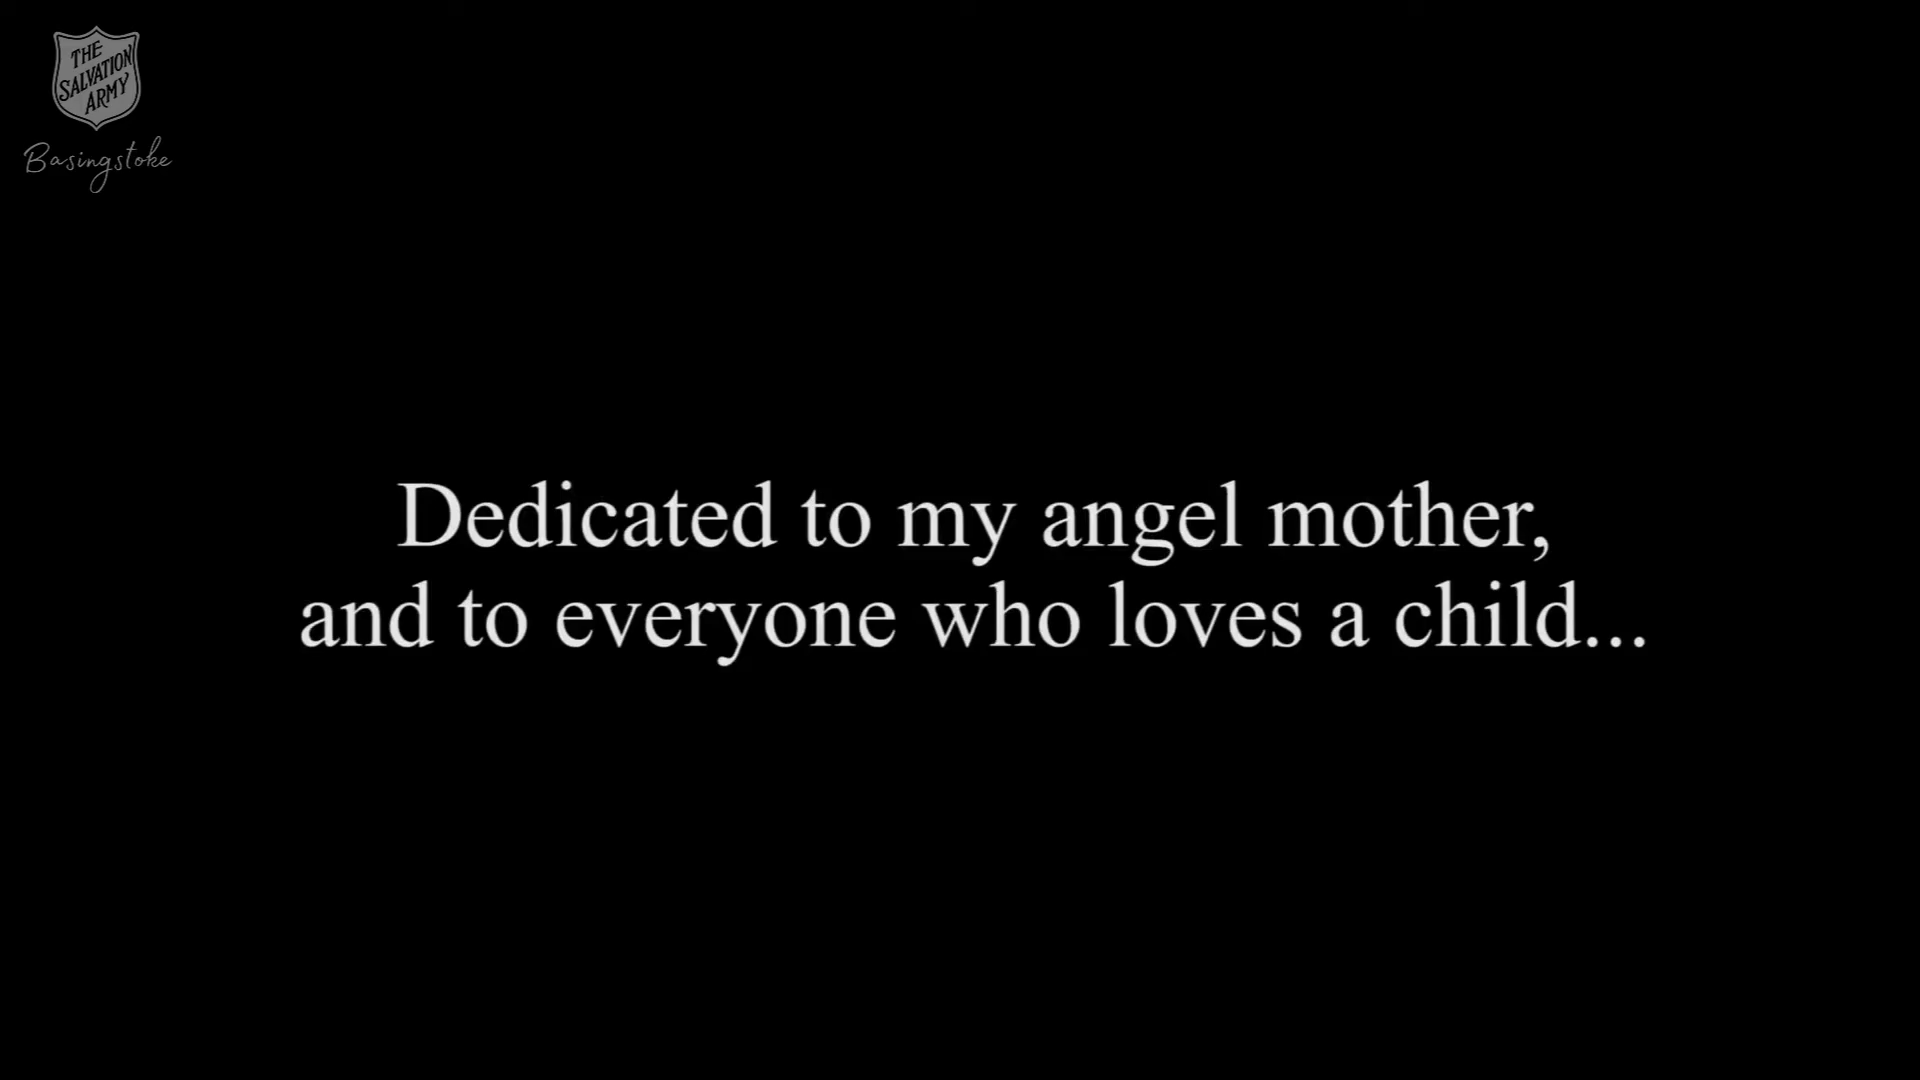 THE
SALVATION
ARMY
Basingstoke
Dedicated to my angel mother,
and to everyone who loves a child...